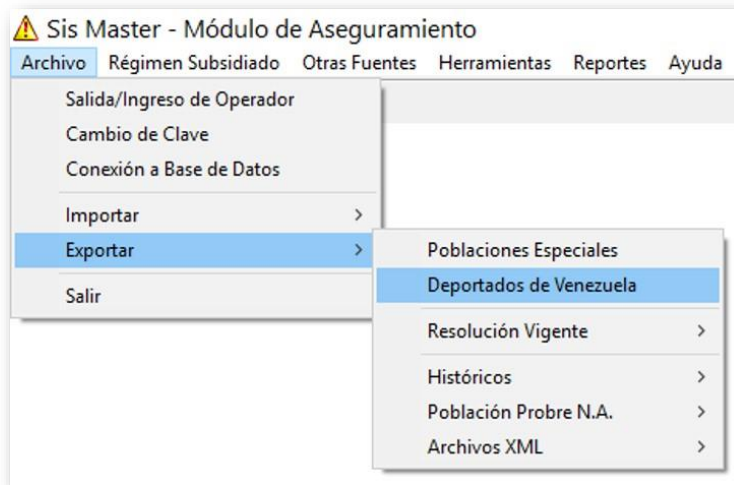 Sis Master - Módulo de Aseguramiento
Archivo Régimen Subsidiado Otras Fuentes Herramientas Reportes Ayuda
Salida/Ingreso de Operador
Cambio de Clave
Conexión a Base de Datos
Importar
Exportar
Salir
Poblaciones Especiales
Deportados de Venezuela
Resolución Vigente
Históricos
Población Probre N.A.
Archivos XML